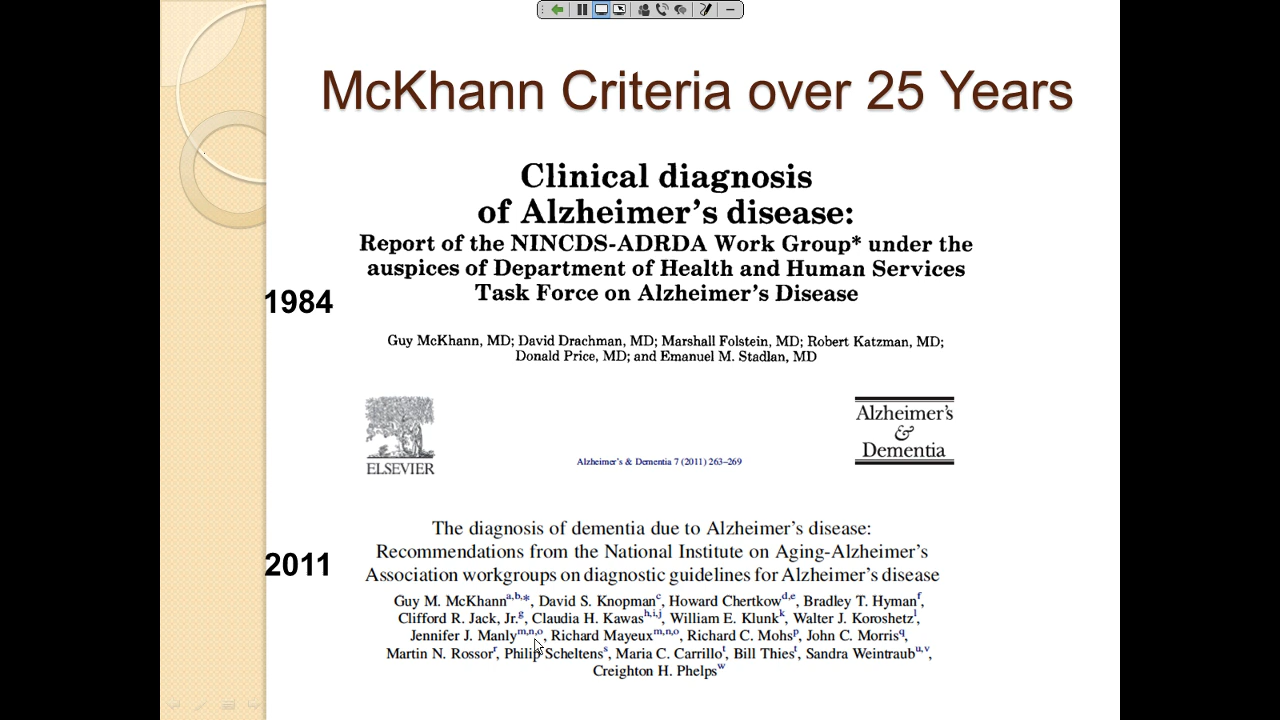 McKhann Criteria over 25 Years
Clinical diagnosis
of Alzheimer's disease:
Report of the NINCDS-ADRDA Work Group* under the
auspices of Department of Health and Human Services
Task Force on Alzheimer's Disease
1984
Guy McKhann, MD; David Drachman, MD; Marshall Folstein, MD; Robert Katzman, MD;
Donald Price, MD; and Emanuel M. Stadlan, MD
ELSEVIER
Alzheimer's & Dementia 7 (2011) 263–269
Alzheimer's
&
Dementia
The diagnosis of dementia due to Alzheimer's disease:
Recommendations from the National Institute on Aging-Alzheimer's
Association workgroups on diagnostic guidelines for Alzheimer's disease
2011
Guy M. McKhann^a,b,*, David S. Knopman^c, Howard Chertkow^d,e, Bradley T. Hyman^f,
Clifford R. Jack, Jr.^g, Claudia H. Kawas^h,i,j, William E. Klunk^k, Walter J. Koroshetz^l,
Jennifer J. Manly^m,n,o, Richard Mayeux^m,n,o, Richard C. Mohs^p, John C. Morris^q,
Martin N. Rossor^r, Philip Scheltens^s, Maria C. Carrillo^t, Bill Thies^t, Sandra Weintraub^u,v,
Creighton H. Phelps^w